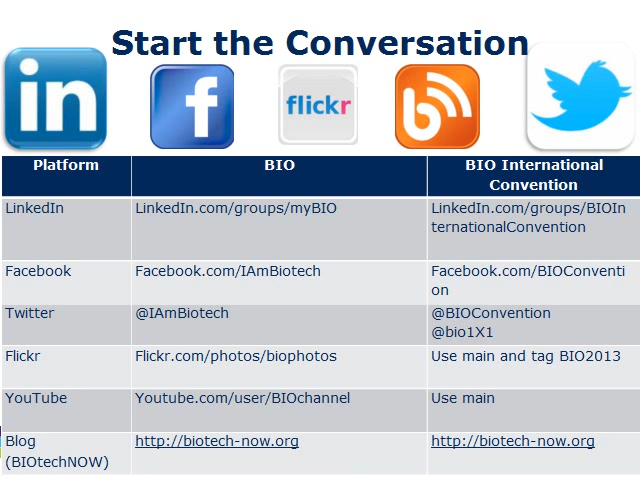 Start the Conversation
in
f
flickr
Platform
BIO
BIO International
Convention
LinkedIn
LinkedIn.com/groups/myBIO
LinkedIn.com/groups/BIOIn
ternationalConvention
Facebook
Facebook.com/IAmBiotech
Facebook.com/BIOConventi
on
Twitter
@IAmBiotech
@BIOConvention
@bio1X1
Flickr
Flickr.com/photos/biophotos
Use main and tag BIO2013
YouTube
Youtube.com/user/BIOchannel
Use main
Blog
(BIOtechNOW)
http://biotech-now.org
http://biotech-now.org